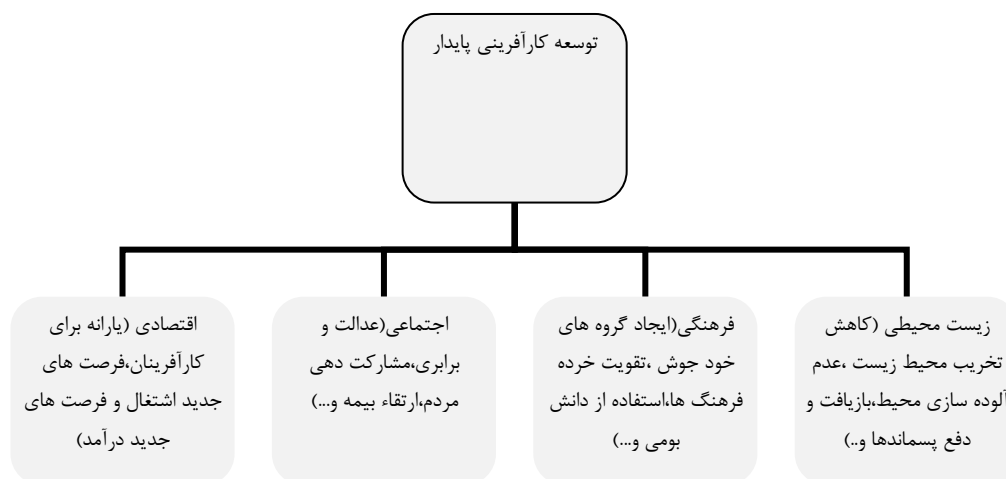 توسعه کارآفرینی پایدار
زیست محیطی (کاهش
تخریب محیط زیست ،عدم
آلوده سازی محیط،بازیافت و
دفع پسماندها و..)
فرهنگی(ایجاد گروه های
خود جوش ،تقویت خرده
فرهنگ ها،استفاده از دانش
بومی و...)
اجتماعی(عدالت و
برابری،مشارکت دهی
مردم،ارتقاء بیمه و...)
اقتصادی (یارانه برای
کارآفرینان،فرصت های
جدید اشتغال و فرصت های
جدید درآمد)